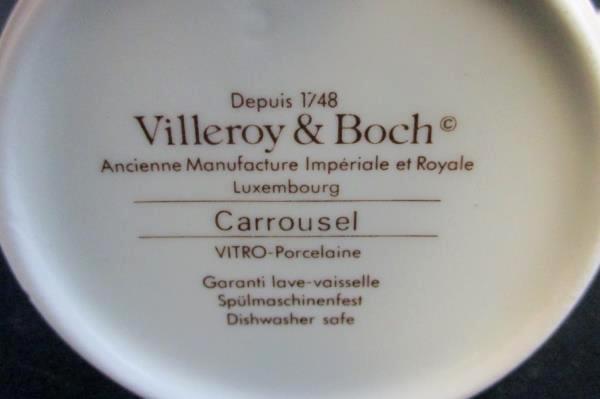 Depuis 1748
Villeroy & Boch ©
Ancienne Manufacture Impériale et Royale
Luxembourg
Carrousel
VITRO-Porcelaine
Garanti lave-vaisselle
Spülmaschinenfest
Dishwasher safe